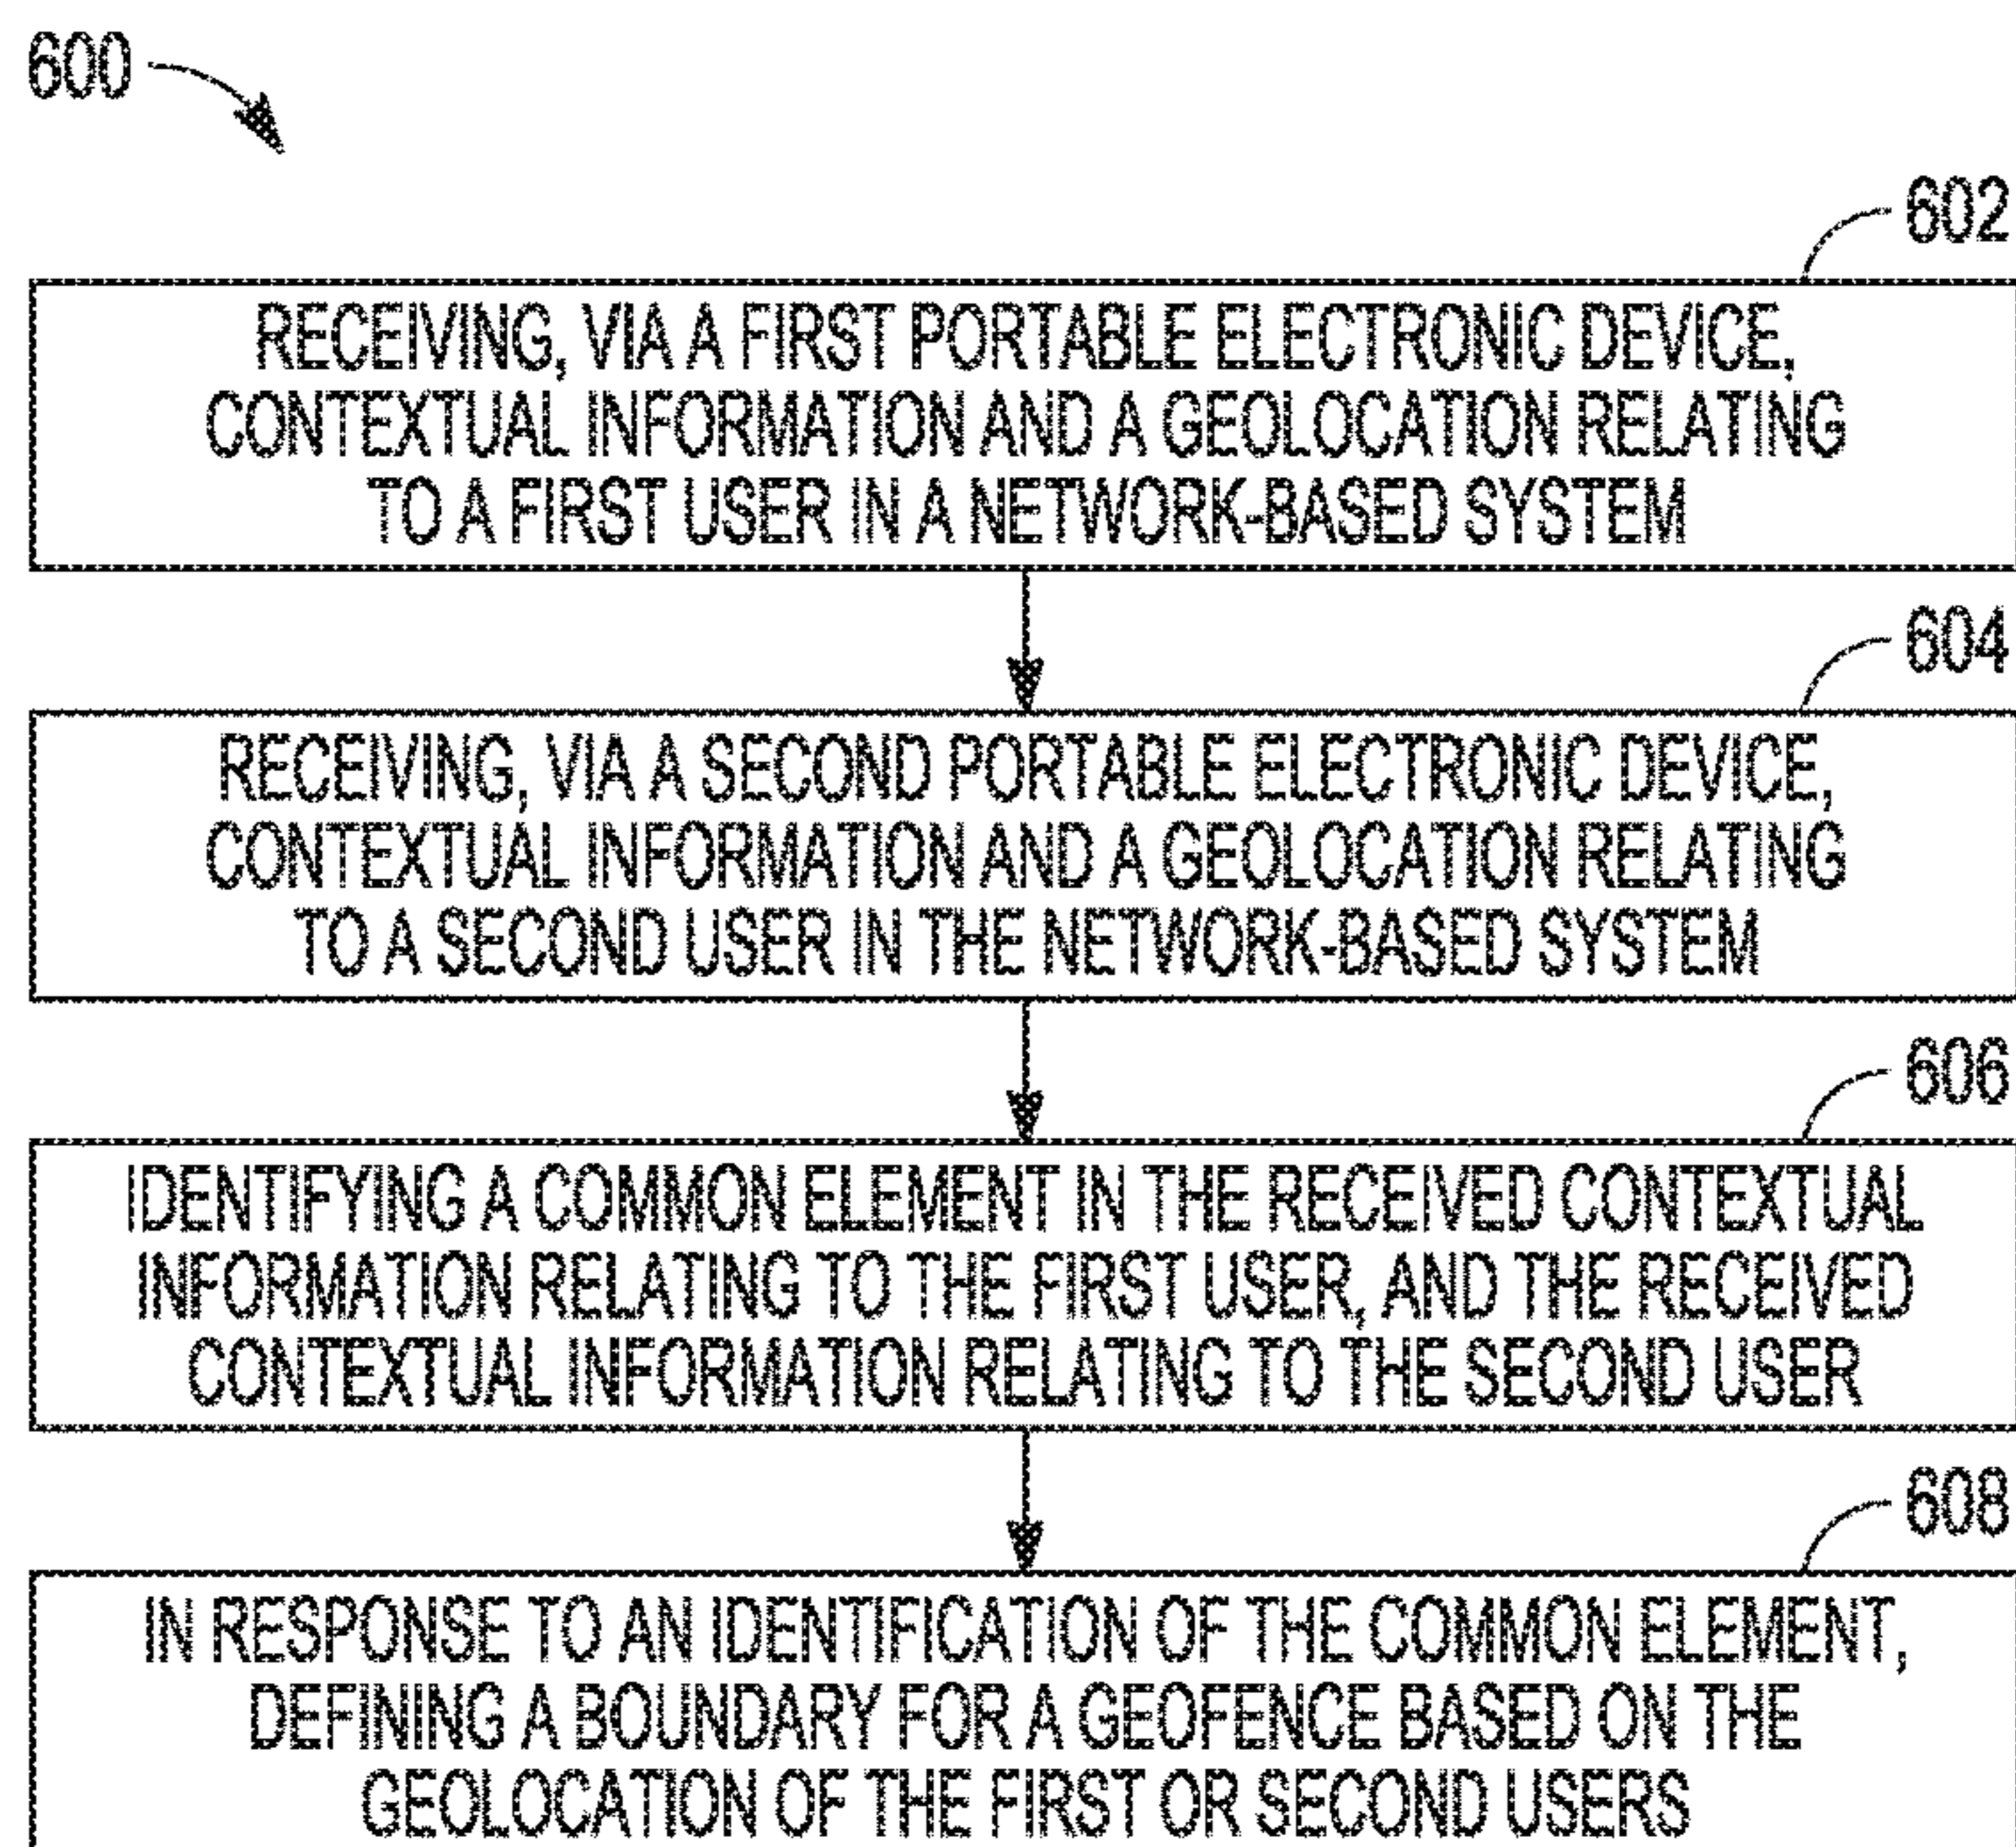 600
602
RECEIVING, VIA A FIRST PORTABLE ELECTRONIC DEVICE,
CONTEXTUAL INFORMATION AND A GEOLOCATION RELATING
TO A FIRST USER IN A NETWORK-BASED SYSTEM
604
RECEIVING, VIA A SECOND PORTABLE ELECTRONIC DEVICE,
CONTEXTUAL INFORMATION AND A GEOLOCATION RELATING
TO A SECOND USER IN THE NETWORK-BASED SYSTEM
606
IDENTIFYING A COMMON ELEMENT IN THE RECEIVED CONTEXTUAL
INFORMATION RELATING TO THE FIRST USER, AND THE RECEIVED
CONTEXTUAL INFORMATION RELATING TO THE SECOND USER
608
IN RESPONSE TO AN IDENTIFICATION OF THE COMMON ELEMENT,
DEFINING A BOUNDARY FOR A GEOFENCE BASED ON THE
GEOLOCATION OF THE FIRST OR SECOND USERS